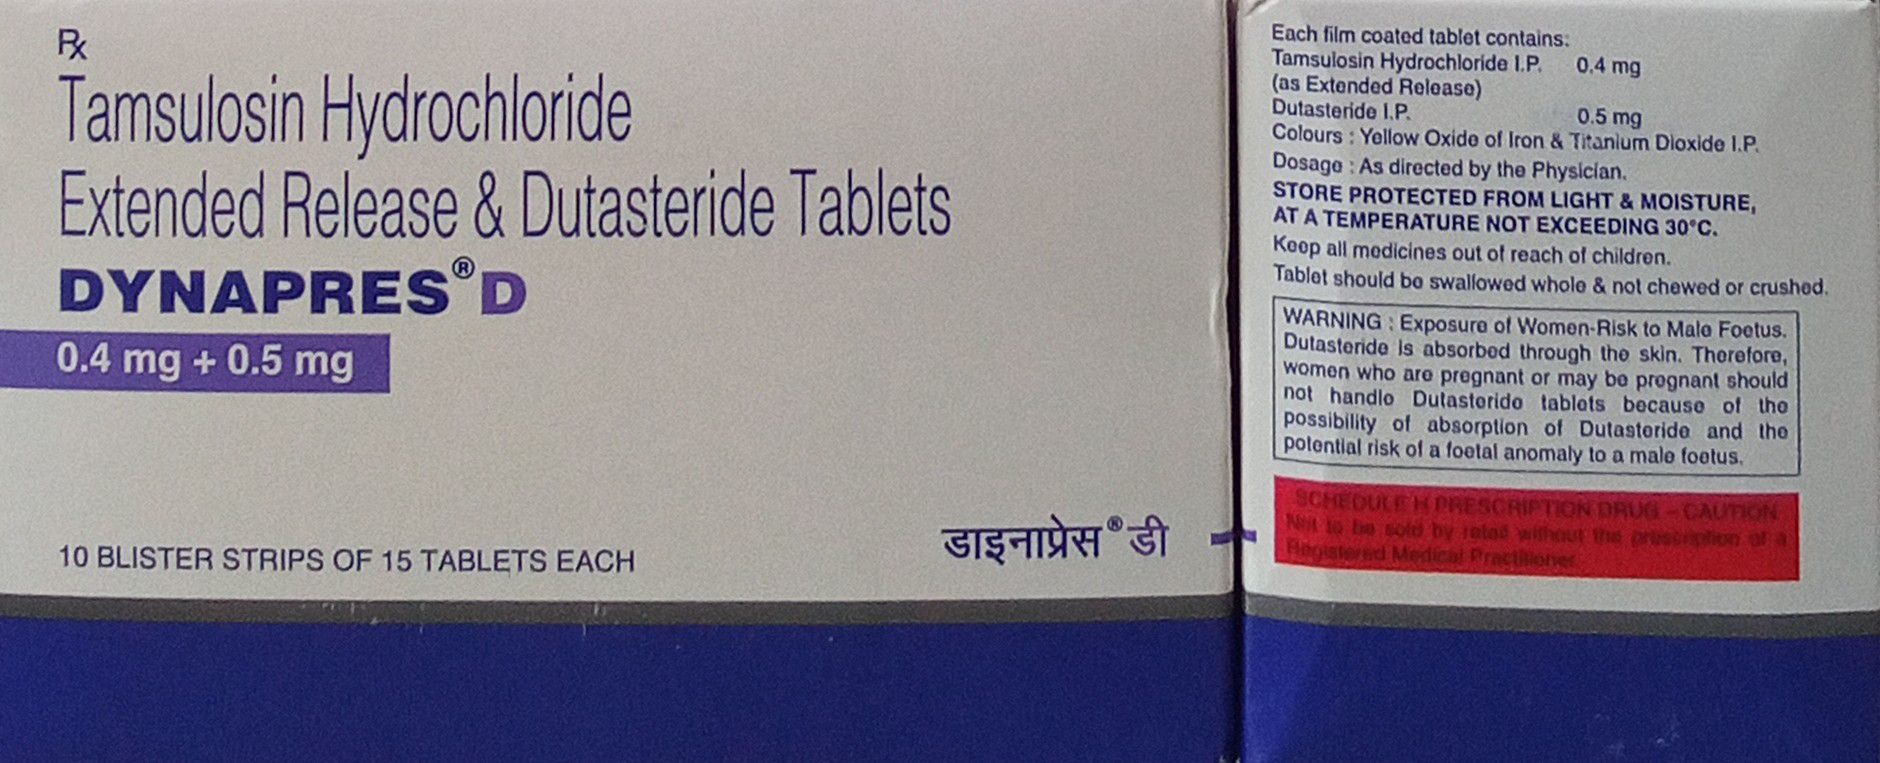 Rx
Tamsulosin Hydrochloride
Extended Release & Dutasteride Tablets
DYNAPRES® D
0.4 mg + 0.5 mg
10 BLISTER STRIPS OF 15 TABLETS EACH
डाइनाप्रेस® डी
Each film coated tablet contains:
Tamsulosin Hydrochloride I.P. 0.4 mg
(as Extended Release)
Dutasteride I.P. 0.5 mg
Colours : Yellow Oxide of Iron & Titanium Dioxide I.P.
Dosage : As directed by the Physician.
STORE PROTECTED FROM LIGHT & MOISTURE,
AT A TEMPERATURE NOT EXCEEDING 30°C.
Keep all medicines out of reach of children.
Tablet should be swallowed whole & not chewed or crushed.
WARNING : Exposure of Women-Risk to Male Foetus.
Dutasteride is absorbed through the skin. Therefore,
women who are pregnant or may be pregnant should
not handle Dutasteride tablets because of the
possibility of absorption of Dutasteride and the
potential risk of a foetal anomaly to a male foetus.
SCHEDULE H PRESCRIPTION DRUG – CAUTION
Not to be sold by retail without the prescription of a
Registered Medical Practitioner